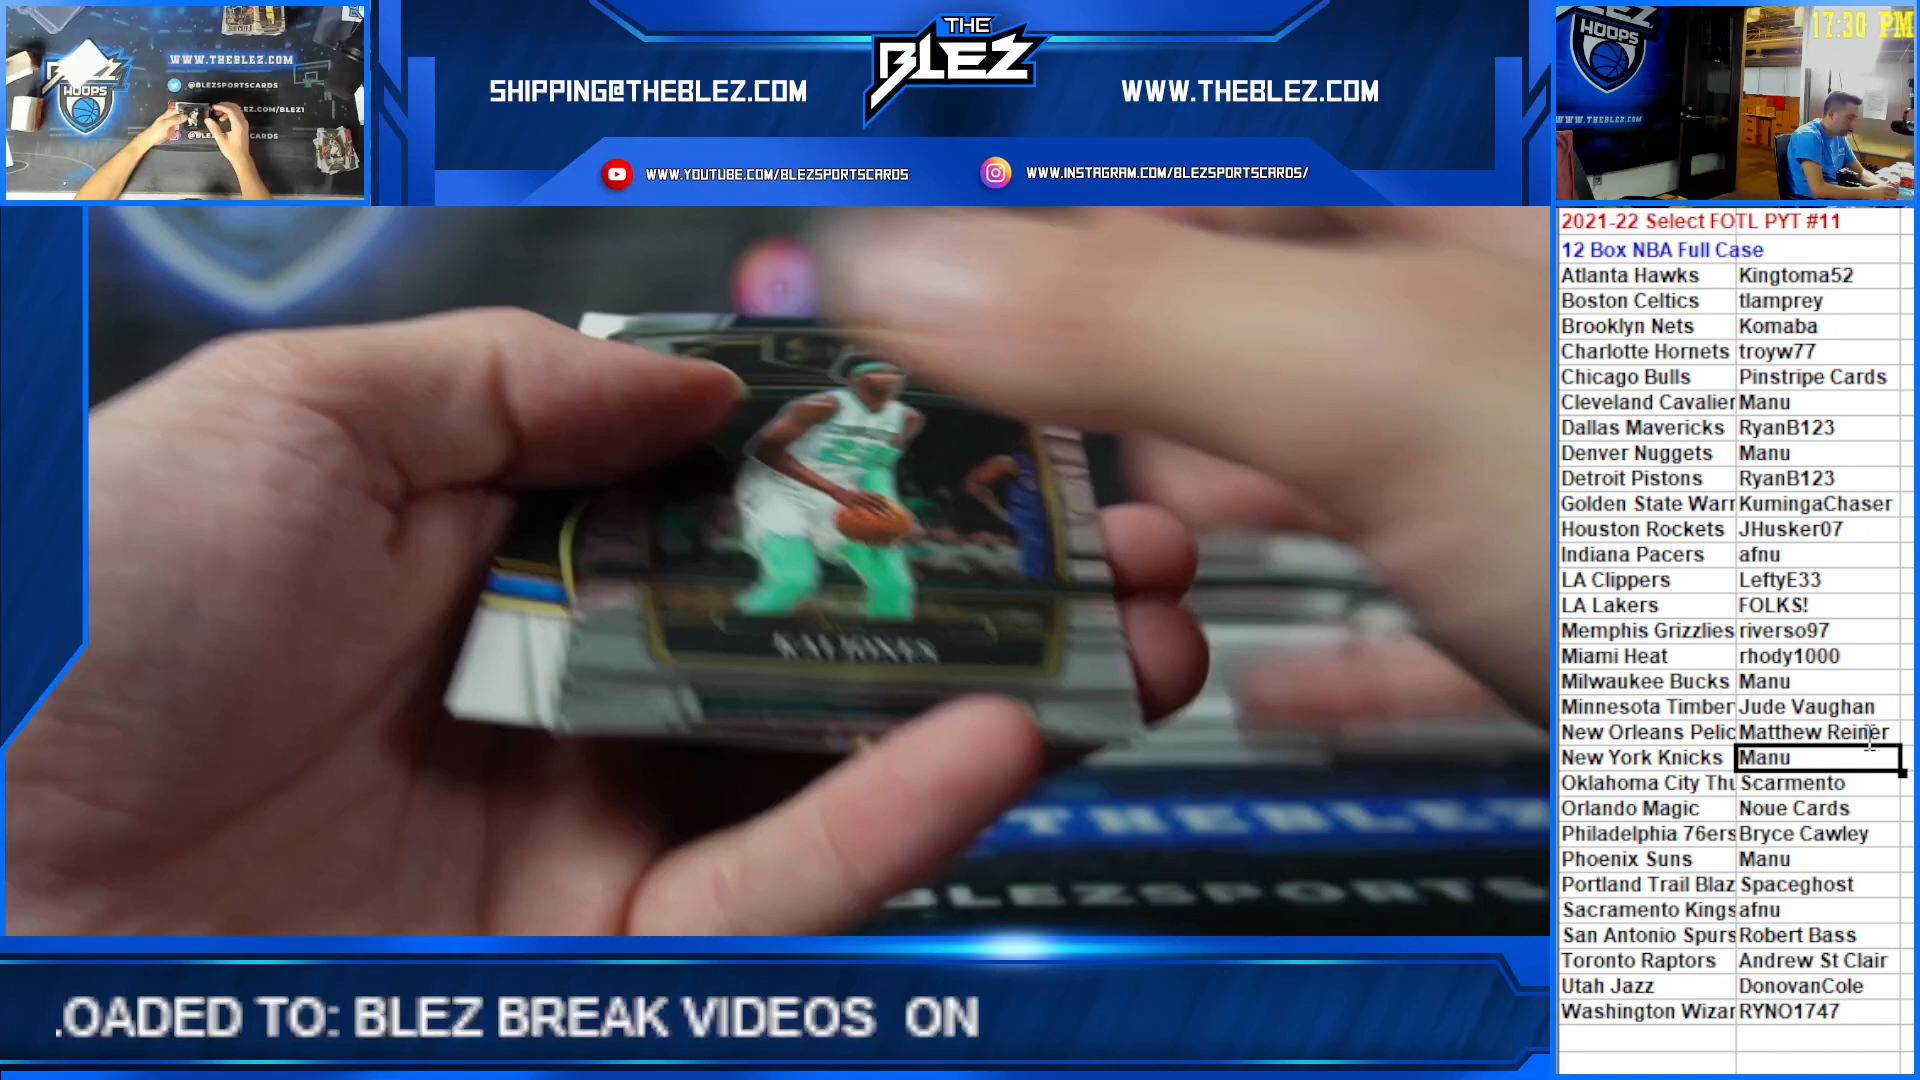 WWW.THEBLEZ.COM
@BLEZSPORTSCARDS
HOOPS
THE
BLEZ
SHIPPING@THEBLEZ.COM
WWW.THEBLEZ.COM
WWW.YOUTUBE.COM/BLEZSPORTSCARDS
WWW.INSTAGRAM.COM/BLEZSPORTSCARDS/
HOOPS
WWW.THEBLEZ.COM
17:30 PM
2021-22 Select FOTL PYT #11
12 Box NBA Full Case
Atlanta Hawks Kingtoma52
Boston Celtics tlamprey
Brooklyn Nets Komaba
Charlotte Hornets troyw77
Chicago Bulls Pinstripe Cards
Cleveland Cavalier Manu
Dallas Mavericks RyanB123
Denver Nuggets Manu
Detroit Pistons RyanB123
Golden State Warr KumingaChaser
Houston Rockets JHusker07
Indiana Pacers afnu
LA Clippers LeftyE33
LA Lakers FOLKS!
Memphis Grizzlies riverso97
Miami Heat rhody1000
Milwaukee Bucks Manu
Minnesota Timber Jude Vaughan
New Orleans Pelic Matthew Reiner
New York Knicks Manu
Oklahoma City Thu Scarmento
Orlando Magic Noue Cards
Philadelphia 76ers Bryce Cawley
Phoenix Suns Manu
Portland Trail Blaz Spaceghost
Sacramento Kings afnu
San Antonio Spurs Robert Bass
Toronto Raptors Andrew St Clair
Utah Jazz DonovanCole
Washington Wizar RYNO1747
KAI JONES
THEBLEZ
BLEZSPORTS
.OADED TO: BLEZ BREAK VIDEOS ON